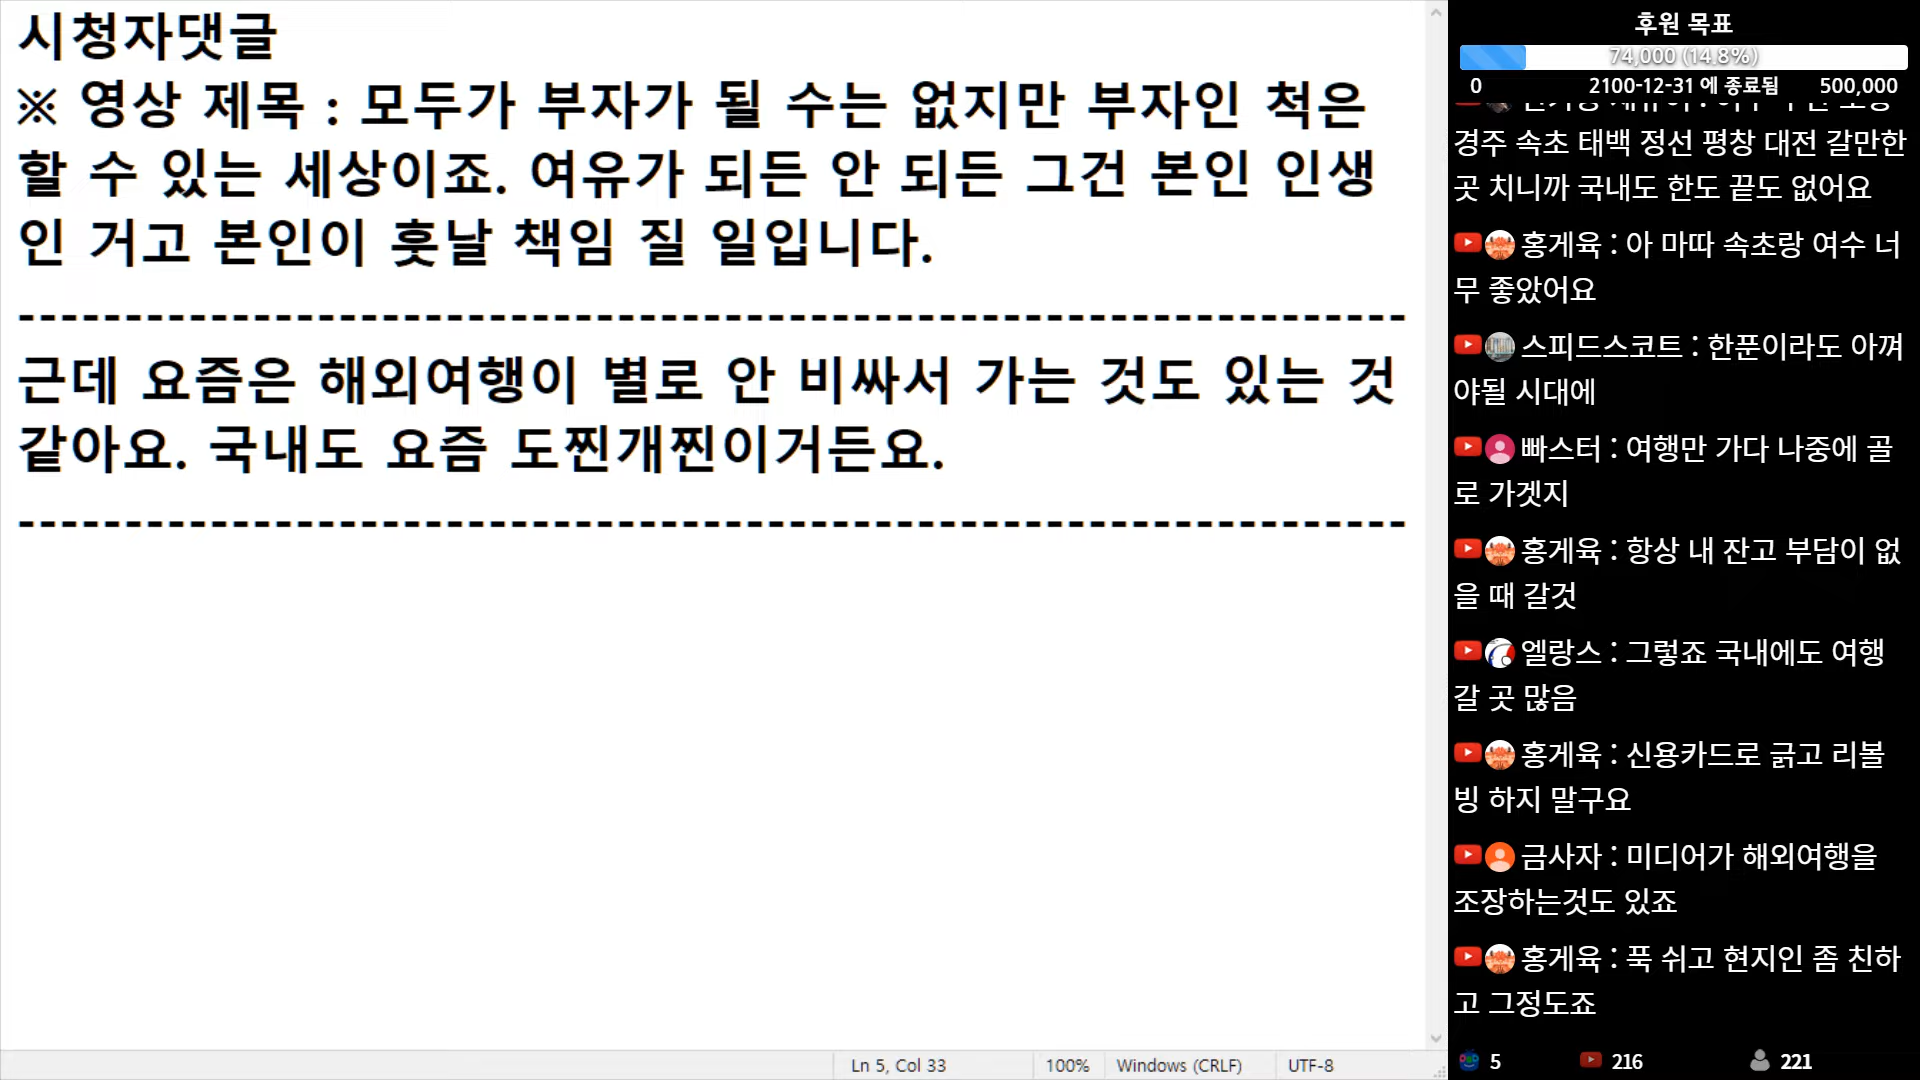 시청자댓글
※ 영상 제목 : 모두가 부자가 될 수는 없지만 부자인 척은
할 수 있는 세상이죠. 여유가 되든 안 되든 그건 본인 인생
인 거고 본인이 훗날 책임 질 일입니다.
------------------------------------------------------------------
근데 요즘은 해외여행이 별로 안 비싸서 가는 것도 있는 것
같아요. 국내도 요즘 도찐개찐이거든요.
------------------------------------------------------------------
Ln 5, Col 33
100%
Windows (CRLF)
UTF-8
후원 목표
74,000 (14.8%)
0 2100-12-31 에 종료됨 500,000
경주 속초 태백 정선 평창 대전 갈만한
곳 치니까 국내도 한도 끝도 없어요
홍게육 : 아 마따 속초랑 여수 너
무 좋았어요
스피드스코트 : 한푼이라도 아껴
야될 시대에
빠스터 : 여행만 가다 나중에 골
로 가겟지
홍게육 : 항상 내 잔고 부담이 없
을 때 갈것
엘랑스 : 그렇죠 국내에도 여행
갈 곳 많음
홍게육 : 신용카드로 긁고 리볼
빙 하지 말구요
금사자 : 미디어가 해외여행을
조장하는것도 있죠
홍게육 : 푹 쉬고 현지인 좀 친하
고 그정도죠
5 216 221